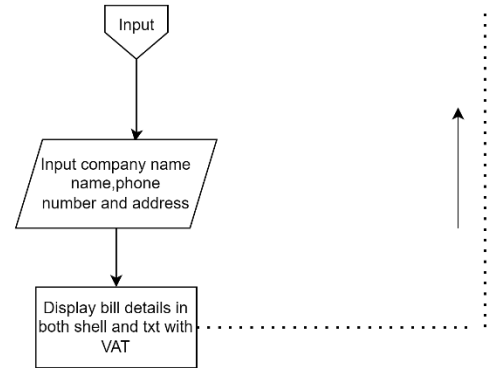 Input
Input company name
name,phone
number and address
Display bill details in
both shell and txt with
VAT